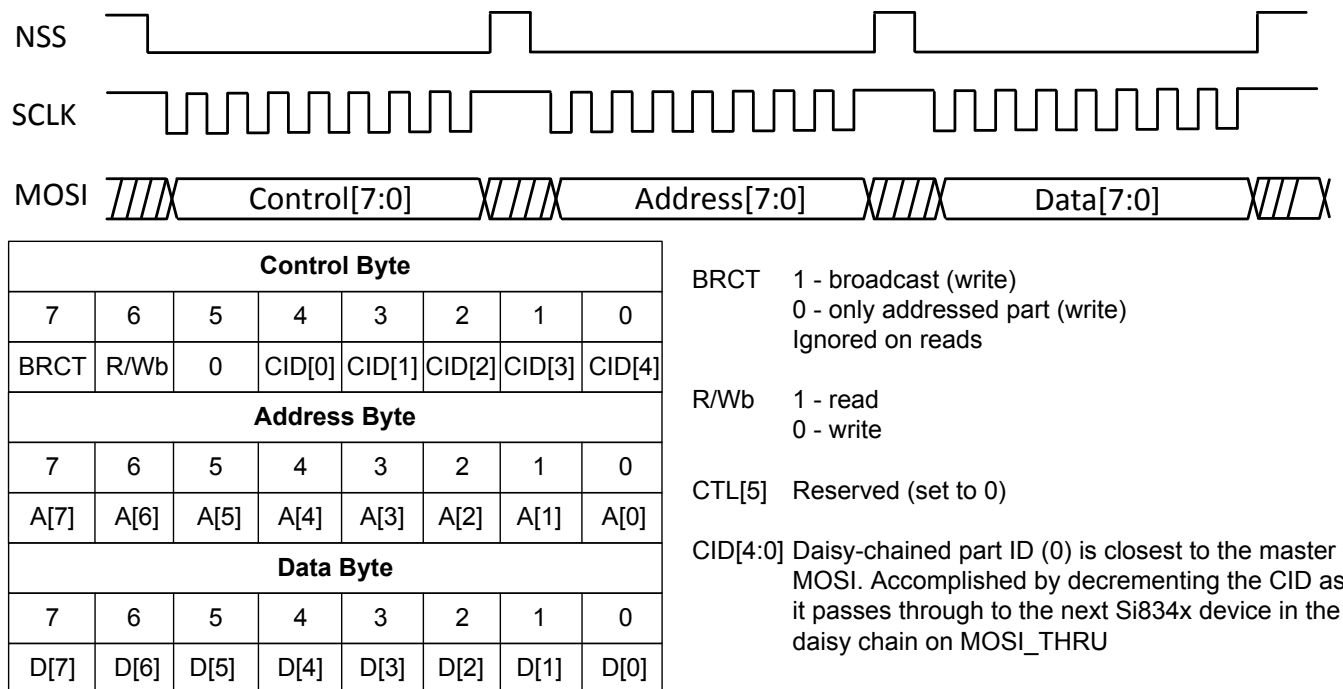 NSS
SCLK
MOSI Control[7:0] Address[7:0] Data[7:0]
Control Byte
7 6 5 4 3 2 1 0
BRCT R/Wb 0 CID[0] CID[1] CID[2] CID[3] CID[4]
Address Byte
7 6 5 4 3 2 1 0
A[7] A[6] A[5] A[4] A[3] A[2] A[1] A[0]
Data Byte
7 6 5 4 3 2 1 0
D[7] D[6] D[5] D[4] D[3] D[2] D[1] D[0]
BRCT 1 - broadcast (write)
0 - only addressed part (write)
Ignored on reads
R/Wb 1 - read
0 - write
CTL[5] Reserved (set to 0)
CID[4:0] Daisy-chained part ID (0) is closest to the master
MOSI. Accomplished by decrementing the CID as
it passes through to the next Si834x device in the
daisy chain on MOSI_THRU